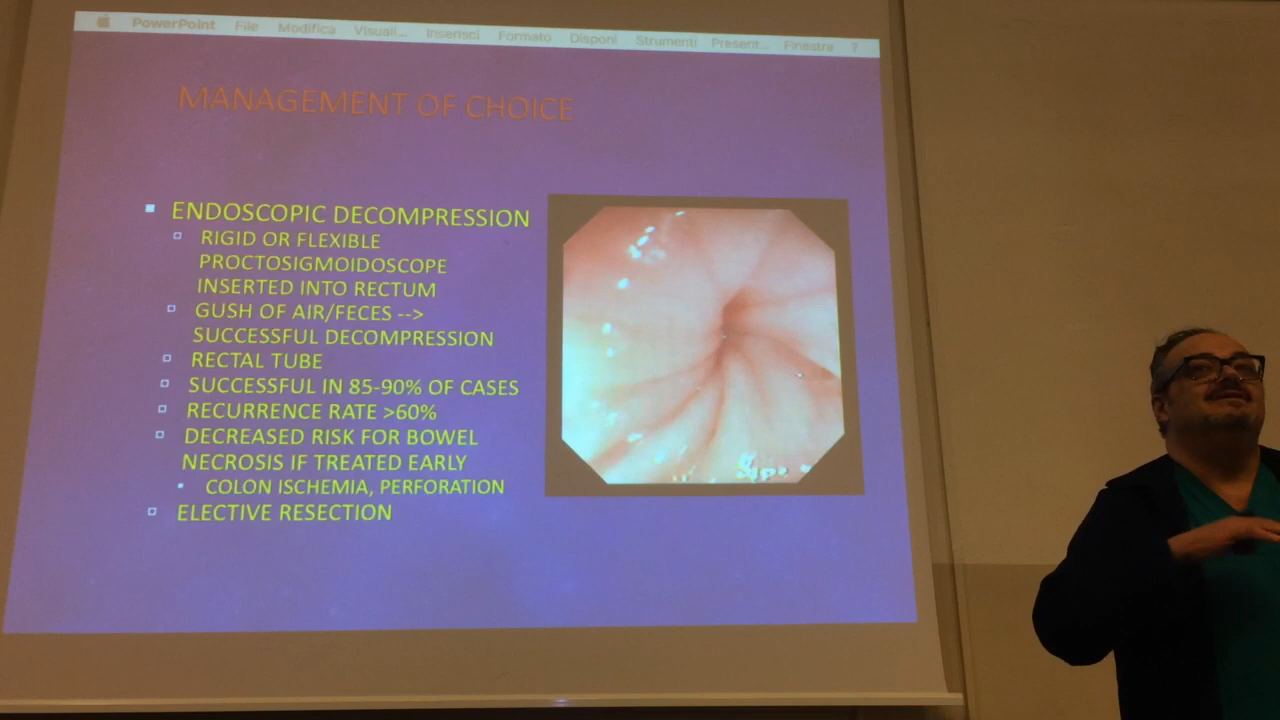 PowerPoint File Modifica Visuali... Inserisci Formato Disponi Strumenti Present... Finestra ?
MANAGEMENT OF CHOICE
ENDOSCOPIC DECOMPRESSION
RIGID OR FLEXIBLE
PROCTOSIGMOIDOSCOPE
INSERTED INTO RECTUM
GUSH OF AIR/FECES -->
SUCCESSFUL DECOMPRESSION
RECTAL TUBE
SUCCESSFUL IN 85-90% OF CASES
RECURRENCE RATE >60%
DECREASED RISK FOR BOWEL
NECROSIS IF TREATED EARLY
COLON ISCHEMIA, PERFORATION
ELECTIVE RESECTION